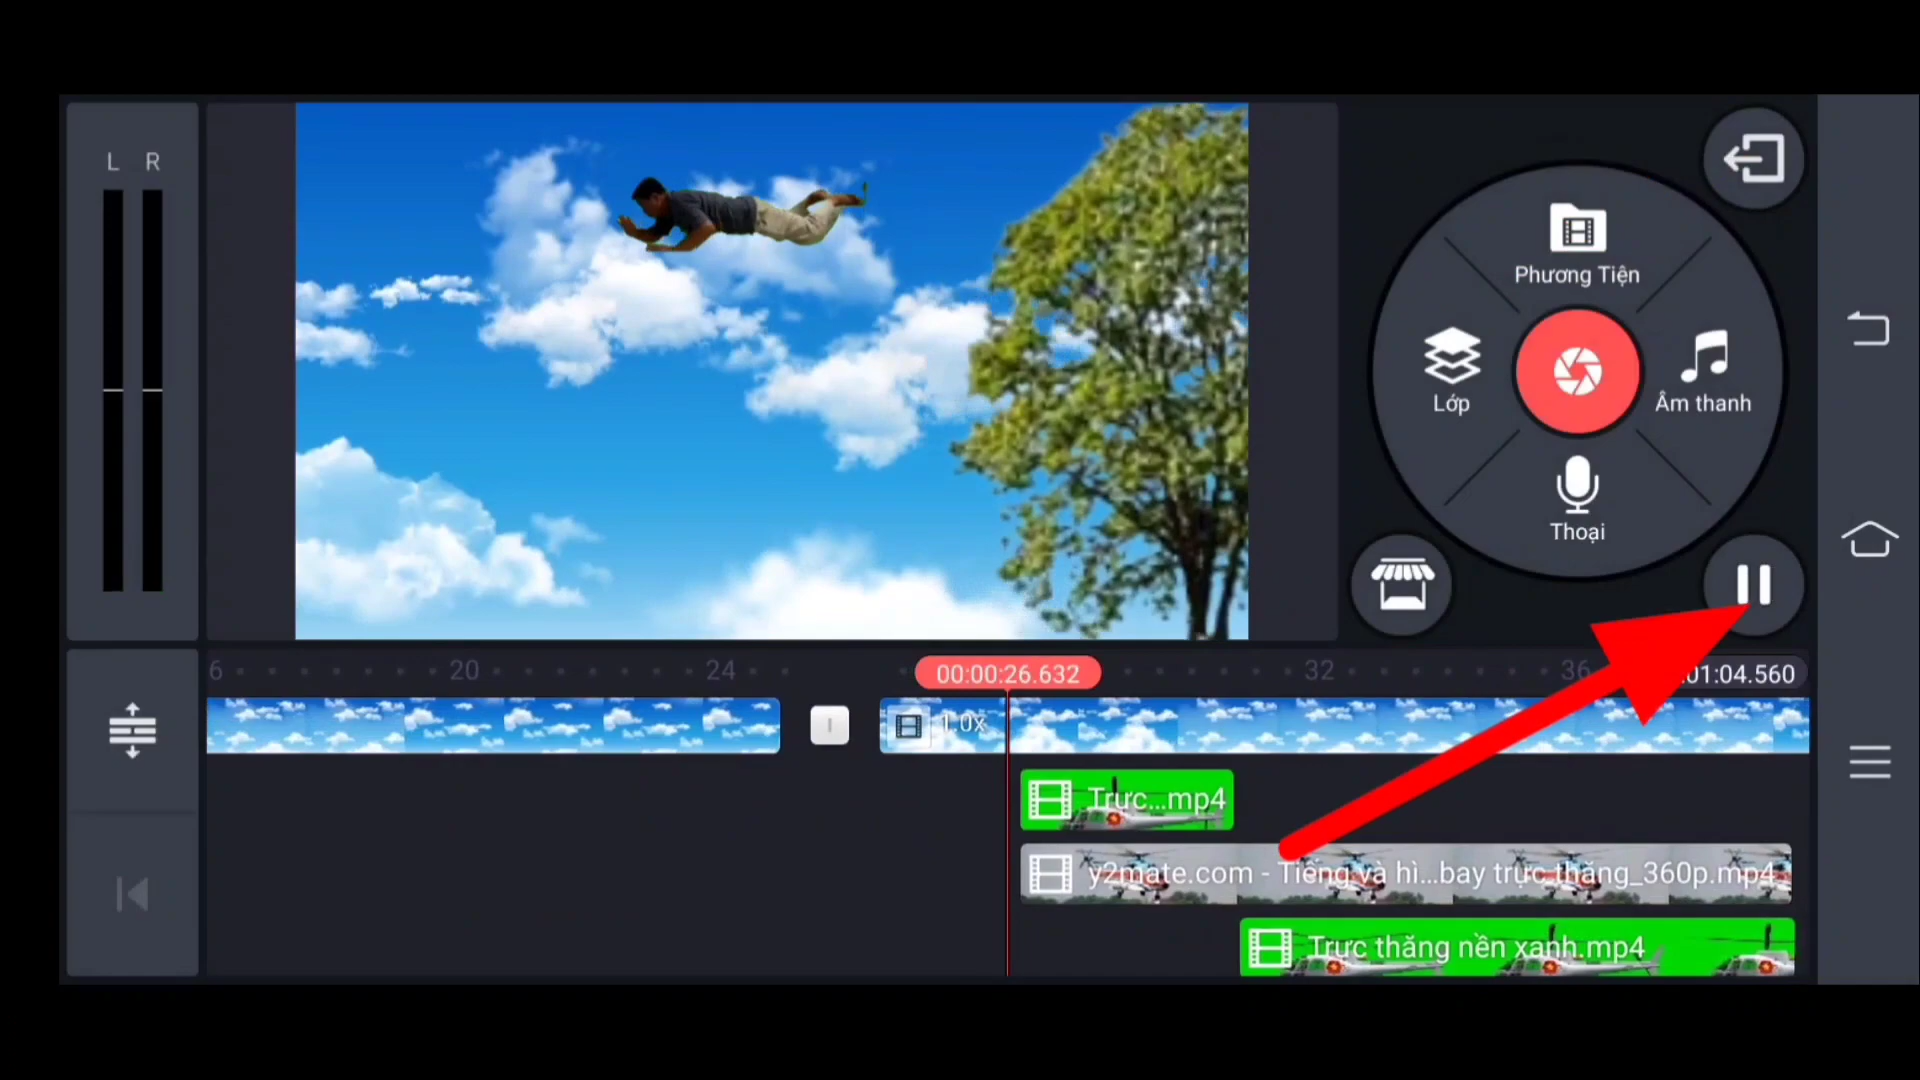 L R
Phương Tiện
Lớp
Âm thanh
Thoại
6 20 24 00:00:26.632 32 36 01:04.560
1.0x
Trực...mp4
y2mate.com - Tiếng và hì...bay trực thăng_360p.mp4
Trực thăng nền xanh.mp4